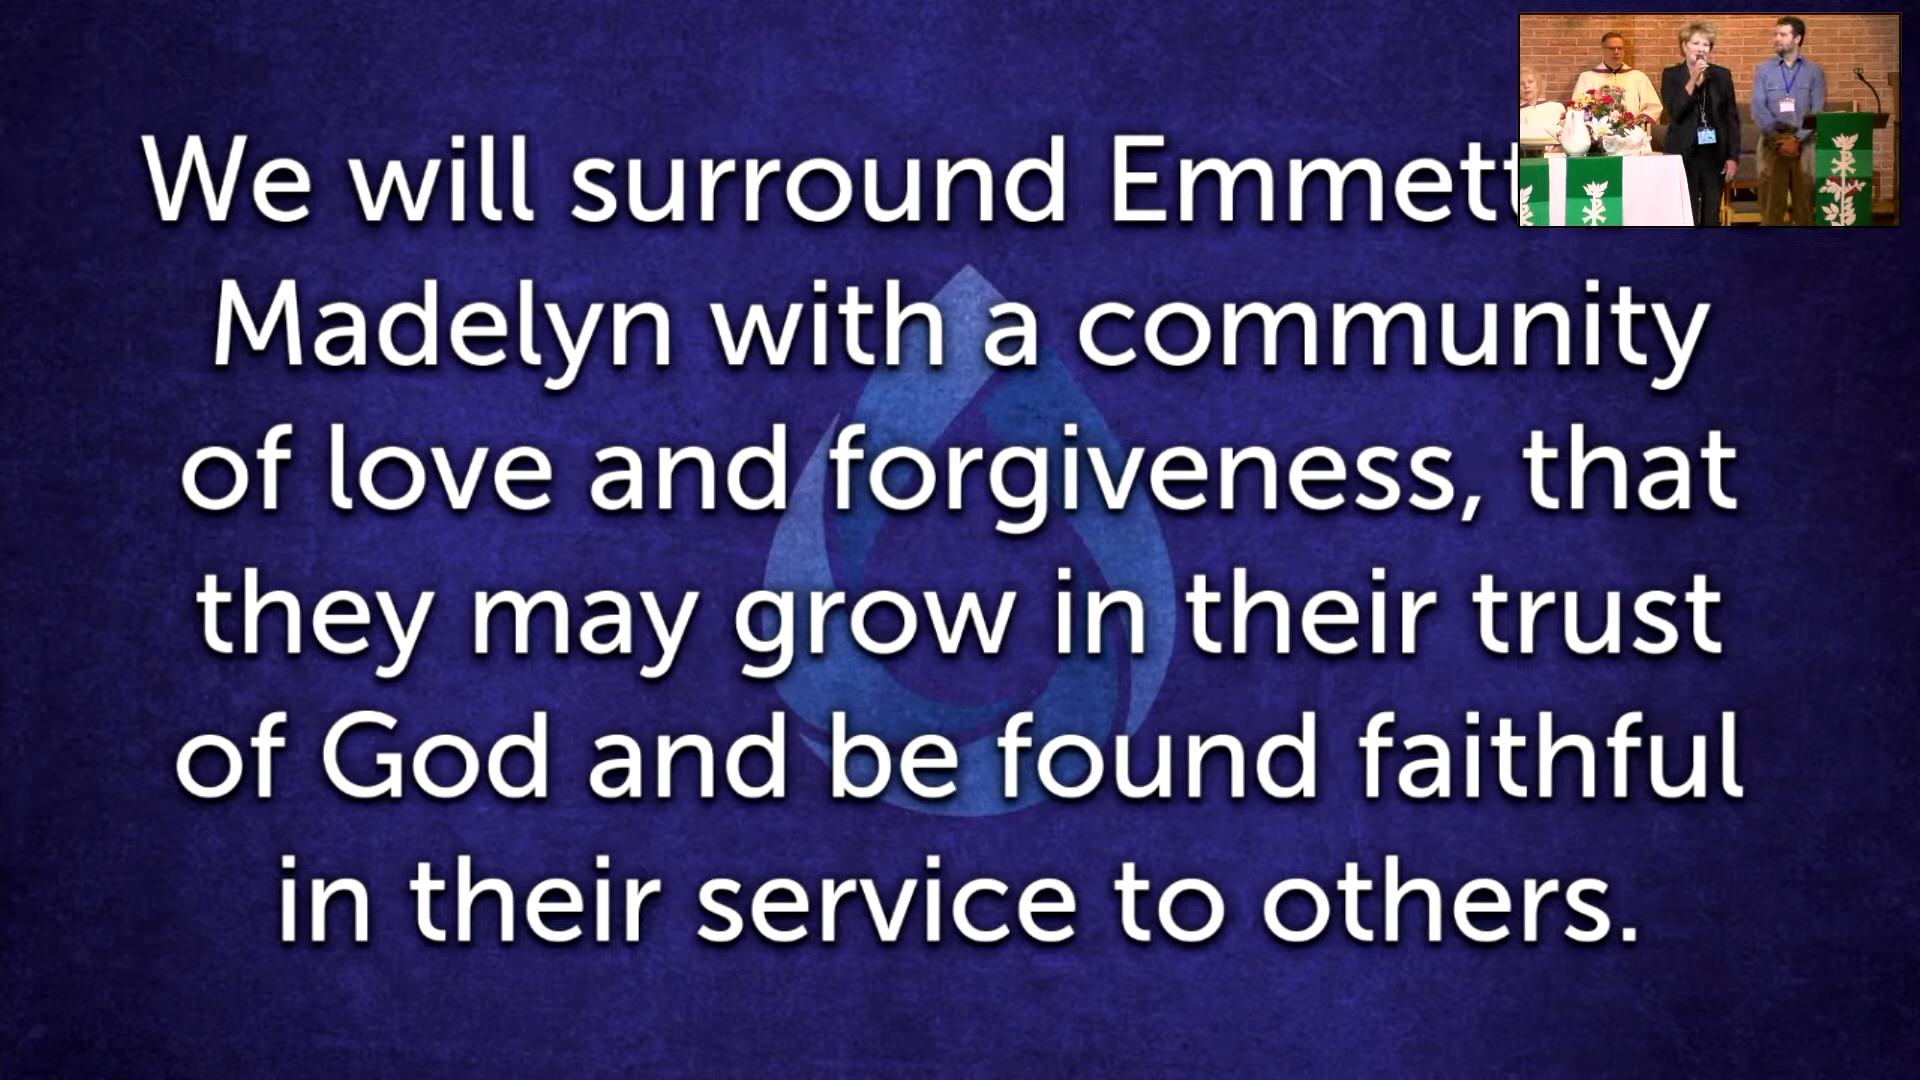 We will surround Emmett
Madelyn with a community
of love and forgiveness, that
they may grow in their trust
of God and be found faithful
in their service to others.